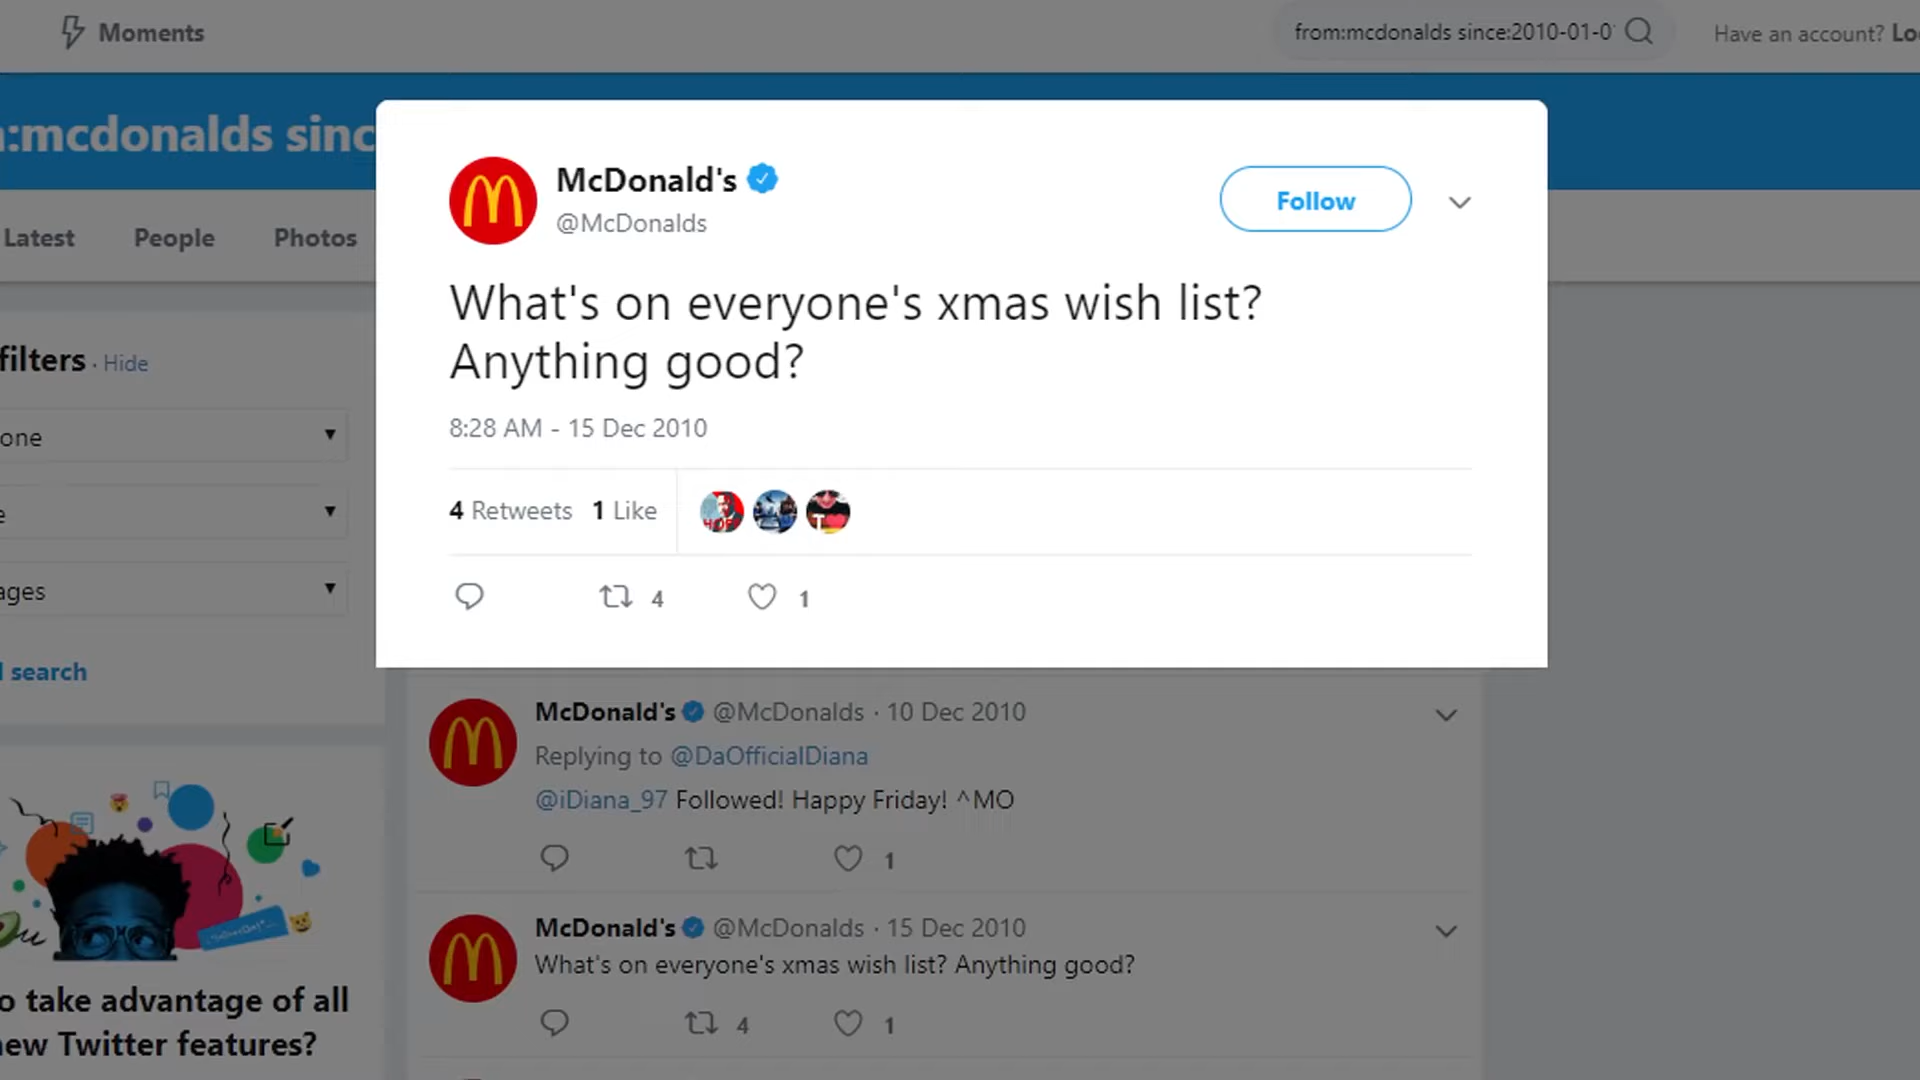 Moments
from:mcdonalds since:2010-01-0
Have an account? Lo
:mcdonalds sinc
McDonald's
@McDonalds
Follow
Latest People Photos
What's on everyone's xmas wish list?
Anything good?
filters · Hide
8:28 AM - 15 Dec 2010
one
4 Retweets 1 Like
e
4 1
ages
search
McDonald's @McDonalds · 10 Dec 2010
Replying to @DaOfficialDiana
@iDiana_97 Followed! Happy Friday! ^MO
1
McDonald's @McDonalds · 15 Dec 2010
What's on everyone's xmas wish list? Anything good?
4 1
o take advantage of all
ew Twitter features?